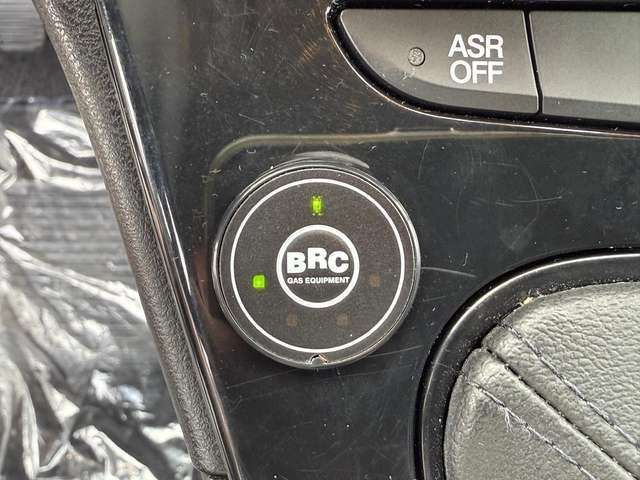 ASR
OFF
BRC
GAS EQUIPMENT